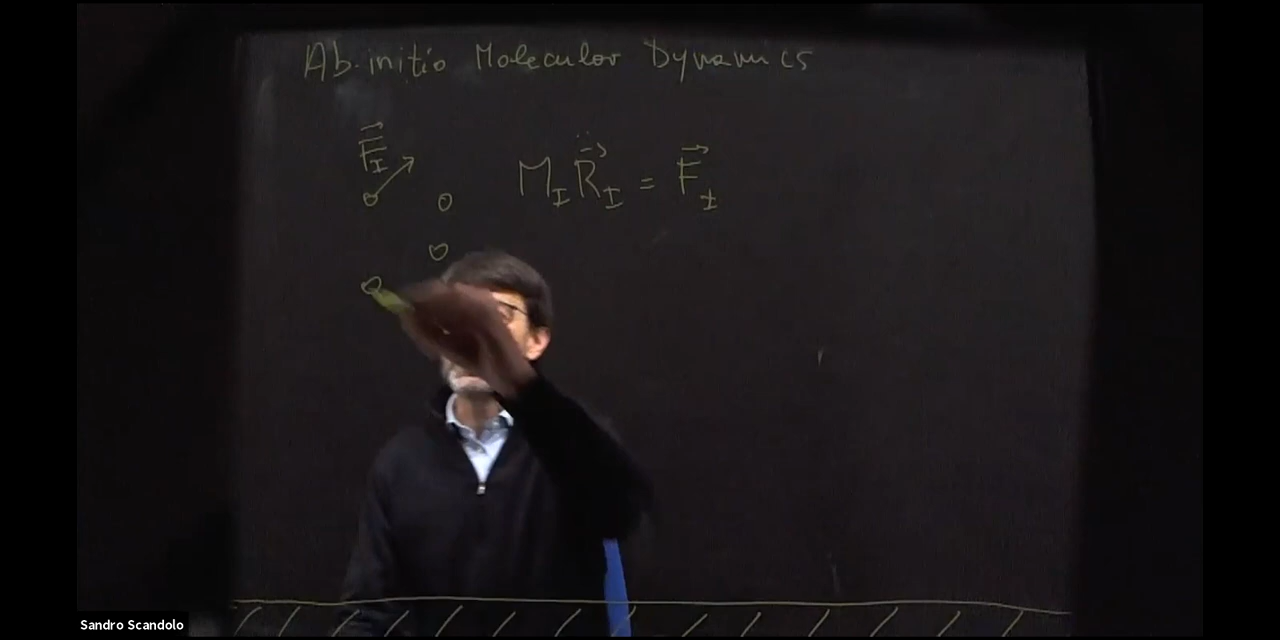 Ab-initio Molecular Dynamics
F⃗_I
M_I R̈⃗_I = F⃗_I
Sandro Scandolo